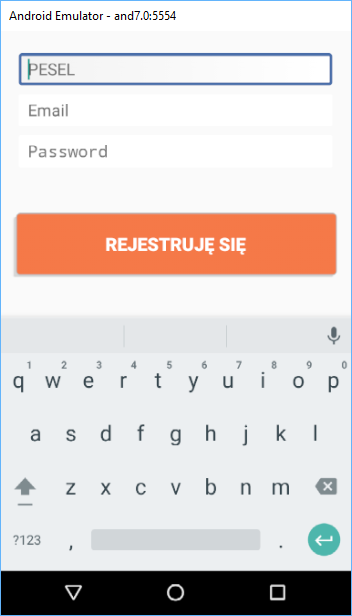 Android Emulator - and7.0:5554
PESEL
Email
Password
REJESTRUJĘ SIĘ
1 2 3 4 5 6 7 8 9 0
q w e r t y u i o p
a s d f g h j k l
z x c v b n m
?123 , .